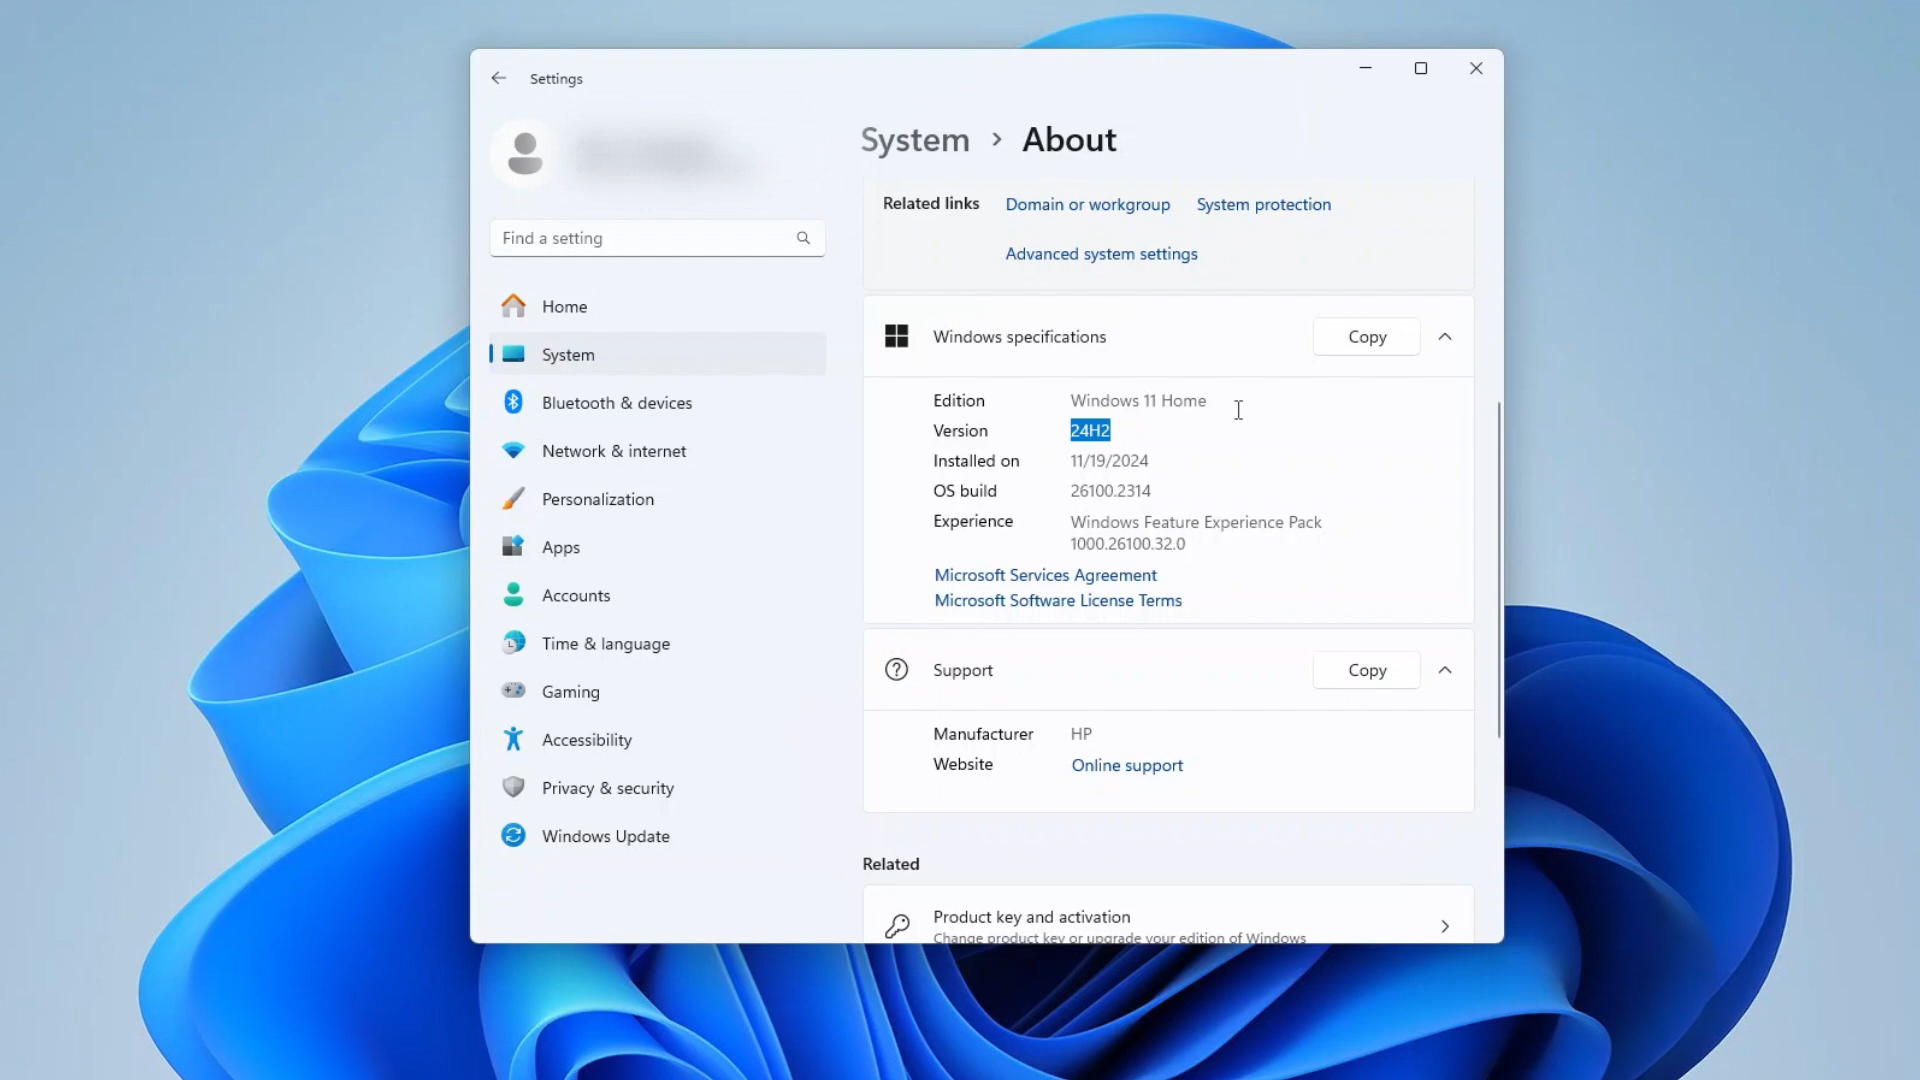 Settings
Find a setting
Home
System
Bluetooth & devices
Network & internet
Personalization
Apps
Accounts
Time & language
Gaming
Accessibility
Privacy & security
Windows Update
System > About
Related links Domain or workgroup System protection
Advanced system settings
Windows specifications Copy
Edition Windows 11 Home
Version 24H2
Installed on 11/19/2024
OS build 26100.2314
Experience Windows Feature Experience Pack
1000.26100.32.0
Microsoft Services Agreement
Microsoft Software License Terms
Support Copy
Manufacturer HP
Website Online support
Related
Product key and activation
Change product key or upgrade your edition of Windows